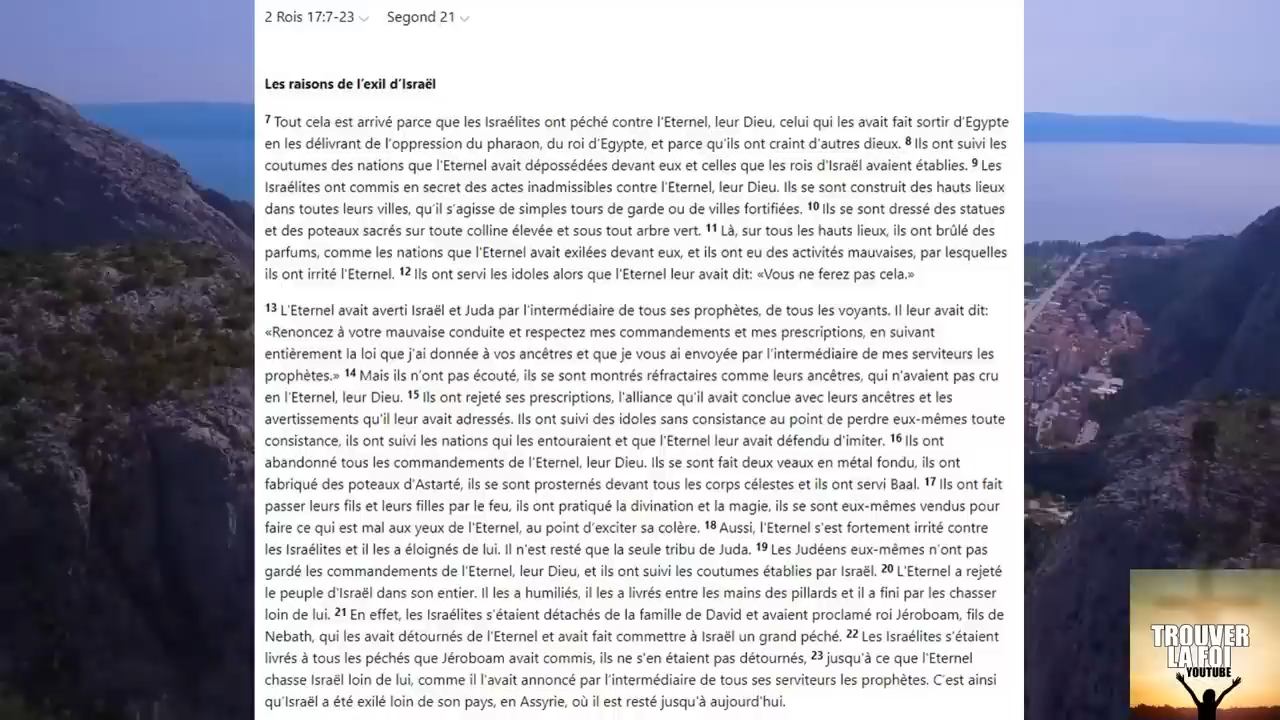 2 Rois 17:7-23 Segond 21
Les raisons de l'exil d'Israël
7 Tout cela est arrivé parce que les Israélites ont péché contre l'Eternel, leur Dieu, celui qui les avait fait sortir d'Egypte
en les délivrant de l'oppression du pharaon, du roi d'Egypte, et parce qu'ils ont craint d'autres dieux. 8 Ils ont suivi les
coutumes des nations que l'Eternel avait dépossédées devant eux et celles que les rois d'Israël avaient établies. 9 Les
Israélites ont commis en secret des actes inadmissibles contre l'Eternel, leur Dieu. Ils se sont construit des hauts lieux
dans toutes leurs villes, qu'il s'agisse de simples tours de garde ou de villes fortifiées. 10 Ils se sont dressé des statues
et des poteaux sacrés sur toute colline élevée et sous tout arbre vert. 11 Là, sur tous les hauts lieux, ils ont brûlé des
parfums, comme les nations que l'Eternel avait exilées devant eux, et ils ont eu des activités mauvaises, par lesquelles
ils ont irrité l'Eternel. 12 Ils ont servi les idoles alors que l'Eternel leur avait dit: «Vous ne ferez pas cela.»
13 L'Eternel avait averti Israël et Juda par l'intermédiaire de tous ses prophètes, de tous les voyants. Il leur avait dit:
«Renoncez à votre mauvaise conduite et respectez mes commandements et mes prescriptions, en suivant
entièrement la loi que j'ai donnée à vos ancêtres et que je vous ai envoyée par l'intermédiaire de mes serviteurs les
prophètes.» 14 Mais ils n'ont pas écouté, ils se sont montrés réfractaires comme leurs ancêtres, qui n'avaient pas cru
en l'Eternel, leur Dieu. 15 Ils ont rejeté ses prescriptions, l'alliance qu'il avait conclue avec leurs ancêtres et les
avertissements qu'il leur avait adressés. Ils ont suivi des idoles sans consistance au point de perdre eux-mêmes toute
consistance, ils ont suivi les nations qui les entouraient et que l'Eternel leur avait défendu d'imiter. 16 Ils ont
abandonné tous les commandements de l'Eternel, leur Dieu. Ils se sont fait deux veaux en métal fondu, ils ont
fabriqué des poteaux d'Astarté, ils se sont prosternés devant tous les corps célestes et ils ont servi Baal. 17 Ils ont fait
passer leurs fils et leurs filles par le feu, ils ont pratiqué la divination et la magie, ils se sont eux-mêmes vendus pour
faire ce qui est mal aux yeux de l'Eternel, au point d'exciter sa colère. 18 Aussi, l'Eternel s'est fortement irrité contre
les Israélites et il les a éloignés de lui. Il n'est resté que la seule tribu de Juda. 19 Les Judéens eux-mêmes n'ont pas
gardé les commandements de l'Eternel, leur Dieu, et ils ont suivi les coutumes établies par Israël. 20 L'Eternel a rejeté
le peuple d'Israël dans son entier. Il les a humiliés, il les a livrés entre les mains des pillards et il a fini par les chasser
loin de lui. 21 En effet, les Israélites s'étaient détachés de la famille de David et avaient proclamé roi Jéroboam, fils de
Nebath, qui les avait détournés de l'Eternel et avait fait commettre à Israël un grand péché. 22 Les Israélites s'étaient
livrés à tous les péchés que Jéroboam avait commis, ils ne s'en étaient pas détournés, 23 jusqu'à ce que l'Eternel
chasse Israël loin de lui, comme il l'avait annoncé par l'intermédiaire de tous ses serviteurs les prophètes. C'est ainsi
qu'Israël a été exilé loin de son pays, en Assyrie, où il est resté jusqu'à aujourd'hui.
TROUVER
LA FOI
YOUTUBE